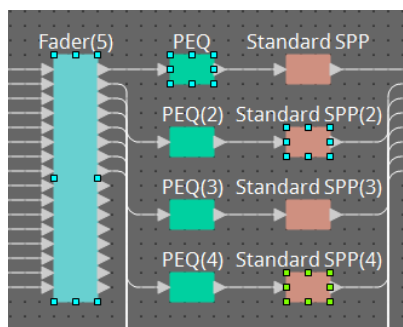 Fader(5) PEQ Standard SPP
PEQ(2) Standard SPP(2)
PEQ(3) Standard SPP(3)
PEQ(4) Standard SPP(4)